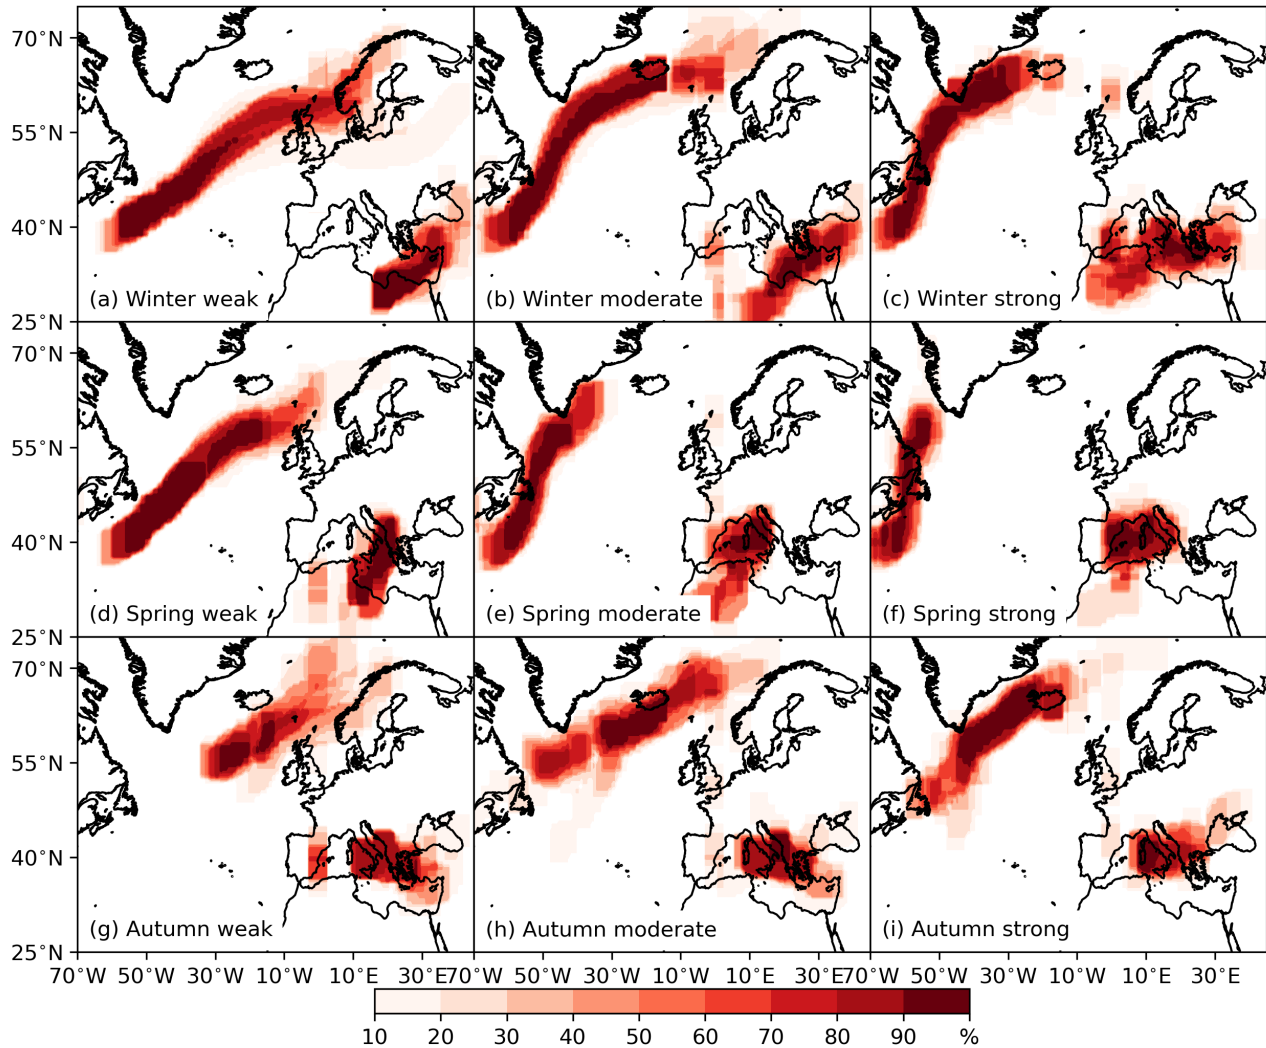 70°N
55°N
40°N
25°N
(a) Winter weak
(b) Winter moderate
(c) Winter strong
70°N
55°N
40°N
25°N
(d) Spring weak
(e) Spring moderate
(f) Spring strong
70°N
55°N
40°N
25°N
(g) Autumn weak
(h) Autumn moderate
(i) Autumn strong
70°W 50°W 30°W 10°W 10°E 30°E 70°W 50°W 30°W 10°W 10°E 30°E 70°W 50°W 30°W 10°W 10°E 30°E
10 20 30 40 50 60 70 80 90 %